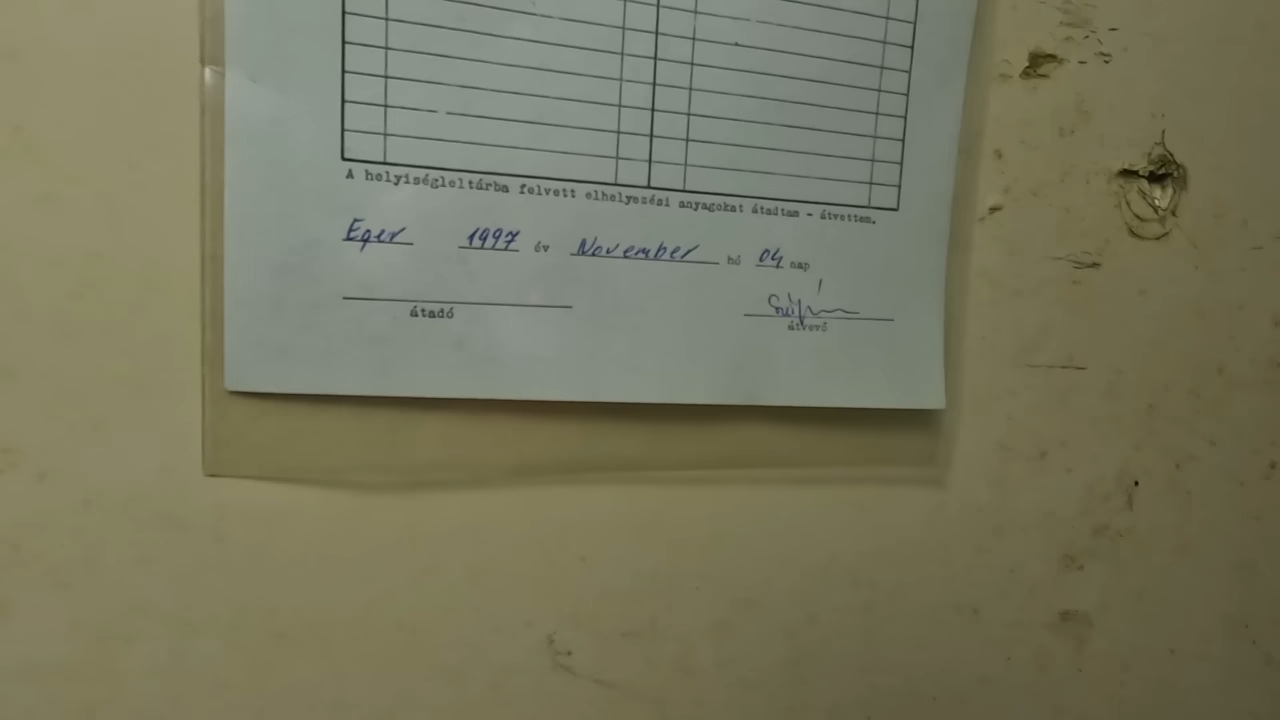 A helyiségleltárba felvett elhelyezési anyagokat átadtam - átvettem.
Eger 1997 év November hó 04 nap
átadó átvevő